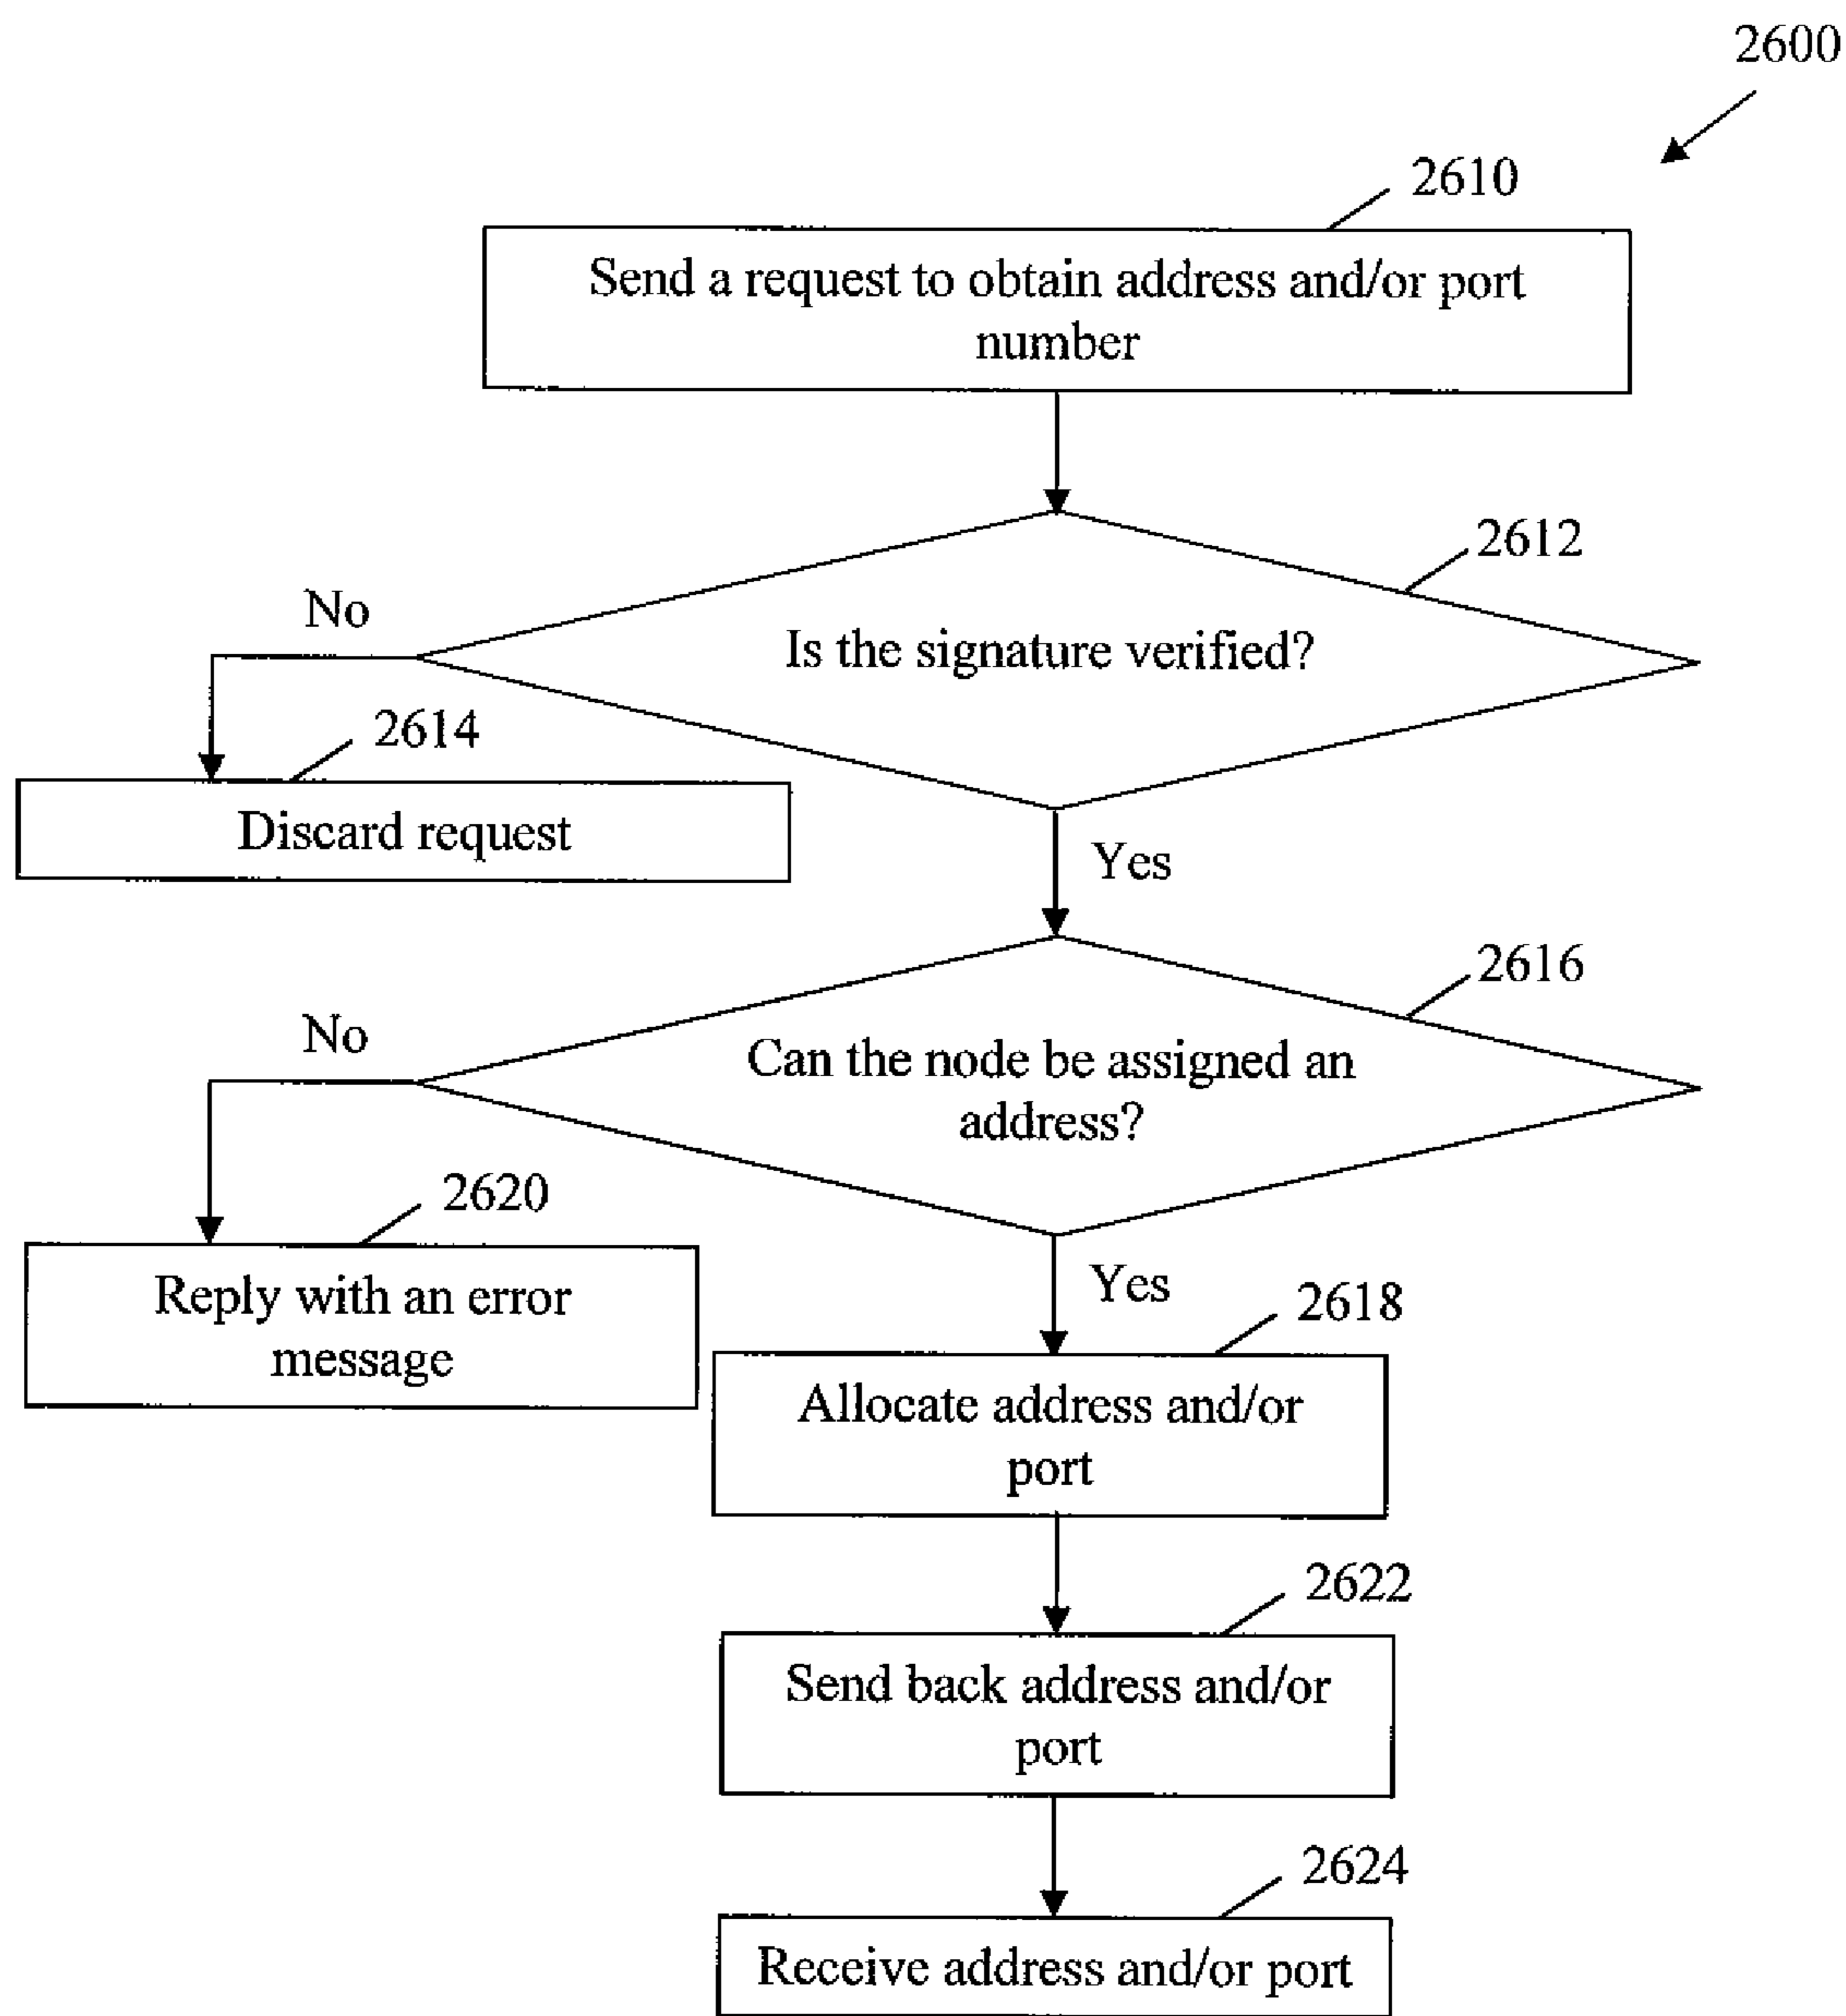 2600
2610
Send a request to obtain address and/or port
number
2612
No
Is the signature verified?
2614
Discard request
Yes
2616
No
Can the node be assigned an
address?
2620
Reply with an error
message
Yes
2618
Allocate address and/or
port
2622
Send back address and/or
port
2624
Receive address and/or port